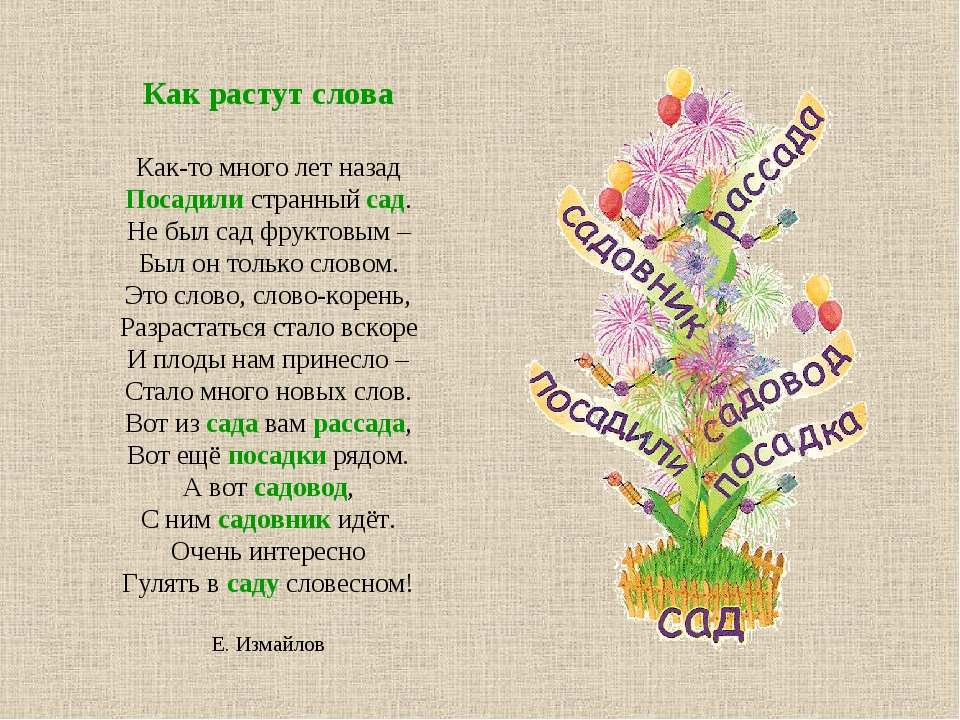 Как растут слова
Как-то много лет назад
Посадили странный сад.
Не был сад фруктовым –
Был он только словом.
Это слово, слово-корень,
Разрастаться стало вскоре
И плоды нам принесло –
Стало много новых слов.
Вот из сада вам рассада,
Вот ещё посадки рядом.
А вот садовод,
С ним садовник идёт.
Очень интересно
Гулять в саду словесном!
Е. Измайлов
рассада
садовник
садовод
посадили
посадка
сад